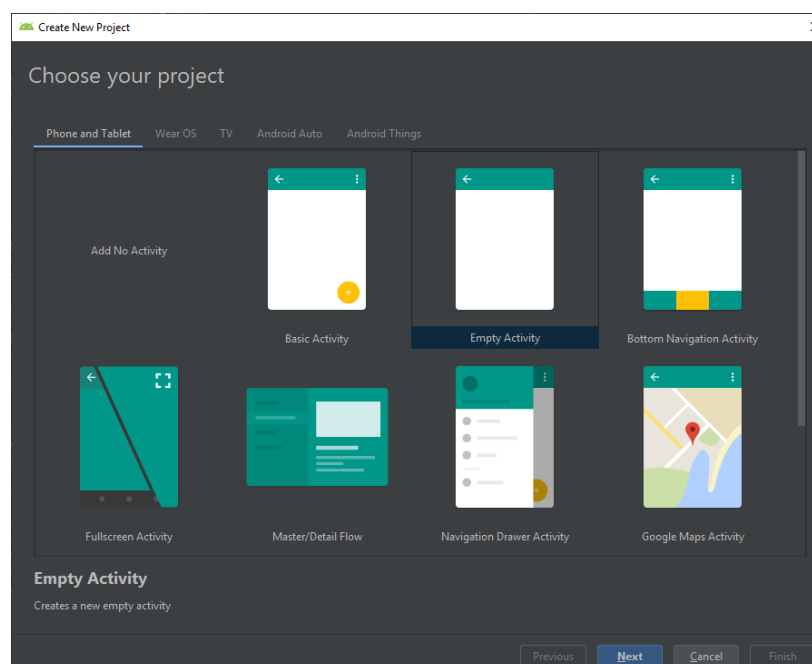 Create New Project
Choose your project
Phone and Tablet Wear OS TV Android Auto Android Things
Add No Activity
Basic Activity
Empty Activity
Bottom Navigation Activity
Fullscreen Activity
Master/Detail Flow
Navigation Drawer Activity
Google Maps Activity
Empty Activity
Creates a new empty activity
Previous Next Cancel Finish